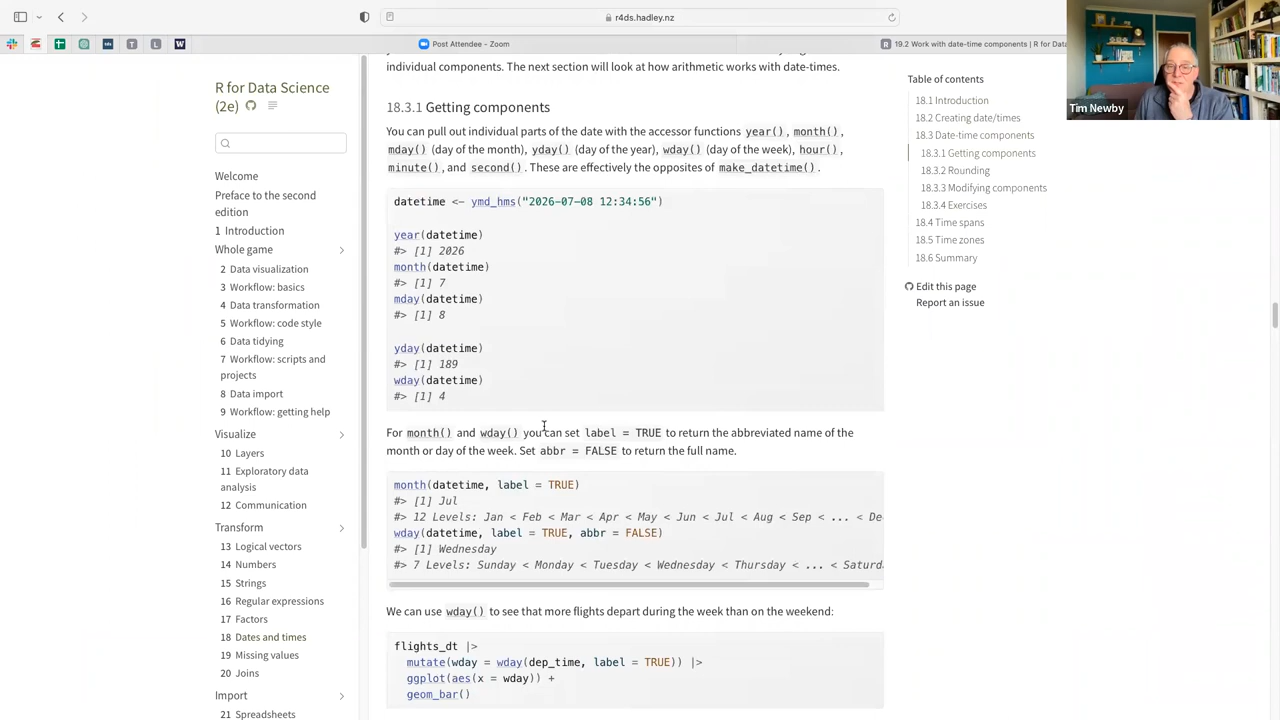 r4ds.hadley.nz
Post Attendee - Zoom
19.2 Work with date-time components | R for Data
Tim Newby
R for Data Science
(2e)
Welcome
Preface to the second
edition
1 Introduction
Whole game
2 Data visualization
3 Workflow: basics
4 Data transformation
5 Workflow: code style
6 Data tidying
7 Workflow: scripts and
projects
8 Data import
9 Workflow: getting help
Visualize
10 Layers
11 Exploratory data
analysis
12 Communication
Transform
13 Logical vectors
14 Numbers
15 Strings
16 Regular expressions
17 Factors
18 Dates and times
19 Missing values
20 Joins
Import
21 Spreadsheets
individual components. The next section will look at how arithmetic works with date-times.
18.3.1 Getting components
You can pull out individual parts of the date with the accessor functions year(), month(),
mday() (day of the month), yday() (day of the year), wday() (day of the week), hour(),
minute(), and second(). These are effectively the opposites of make_datetime().
datetime <- ymd_hms("2026-07-08 12:34:56")
year(datetime)
#> [1] 2026
month(datetime)
#> [1] 7
mday(datetime)
#> [1] 8
yday(datetime)
#> [1] 189
wday(datetime)
#> [1] 4
For month() and wday() you can set label = TRUE to return the abbreviated name of the
month or day of the week. Set abbr = FALSE to return the full name.
month(datetime, label = TRUE)
#> [1] Jul
#> 12 Levels: Jan < Feb < Mar < Apr < May < Jun < Jul < Aug < Sep < ... < De
wday(datetime, label = TRUE, abbr = FALSE)
#> [1] Wednesday
#> 7 Levels: Sunday < Monday < Tuesday < Wednesday < Thursday < ... < Saturd
We can use wday() to see that more flights depart during the week than on the weekend:
flights_dt |>
mutate(wday = wday(dep_time, label = TRUE)) |>
ggplot(aes(x = wday)) +
geom_bar()
Table of contents
18.1 Introduction
18.2 Creating date/times
18.3 Date-time components
18.3.1 Getting components
18.3.2 Rounding
18.3.3 Modifying components
18.3.4 Exercises
18.4 Time spans
18.5 Time zones
18.6 Summary
Edit this page
Report an issue